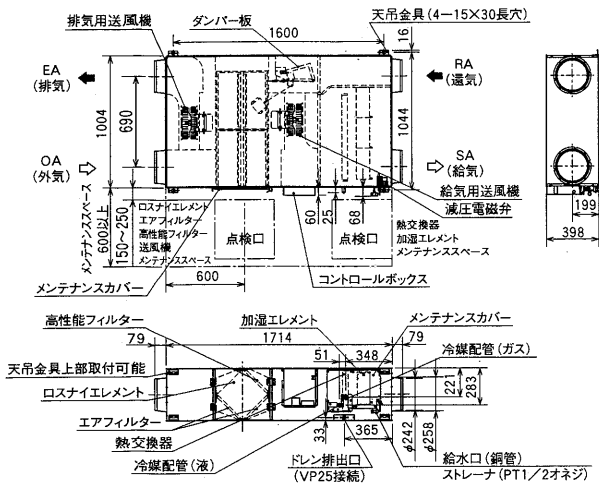 排気用送風機
ダンパー板
天吊金具(4ー15×30長穴)
1600
16
EA
(排気)
RA
(還気)
1004
690
1044
OA
(外気)
SA
(給気)
給気用送風機
減圧電磁弁
メンテナンススペース
600以上
150～250
ロスナイエレメント
エアフィルター
高性能フィルター
送風機
メンテナンススペース
点検口
60
25
68
点検口
熱交換器
加湿エレメント
メンテナンススペース
199
398
600
コントロールボックス
メンテナンスカバー
高性能フィルター
加湿エレメント
メンテナンスカバー
79
1714
79
51
348
冷媒配管(ガス)
天吊金具上部取付可能
ロスナイエレメント
221
283
エアフィルター
33
365
φ242
φ258
熱交換器
冷媒配管(液)
ドレン排出口
(VP25接続)
給水口(銅管)
ストレーナ(PT1/2オネジ)